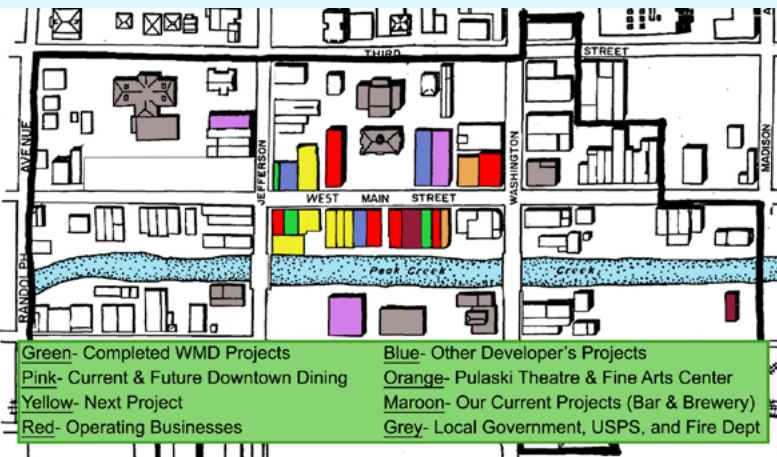 THIRD STREET
AVENUE
JEFFERSON
WASHINGTON
MADISON
WEST MAIN STREET
RANDOLPH
Peak Creek
Creek
Green- Completed WMD Projects
Pink- Current & Future Downtown Dining
Yellow- Next Project
Red- Operating Businesses
Blue- Other Developer's Projects
Orange- Pulaski Theatre & Fine Arts Center
Maroon- Our Current Projects (Bar & Brewery)
Grey- Local Government, USPS, and Fire Dept